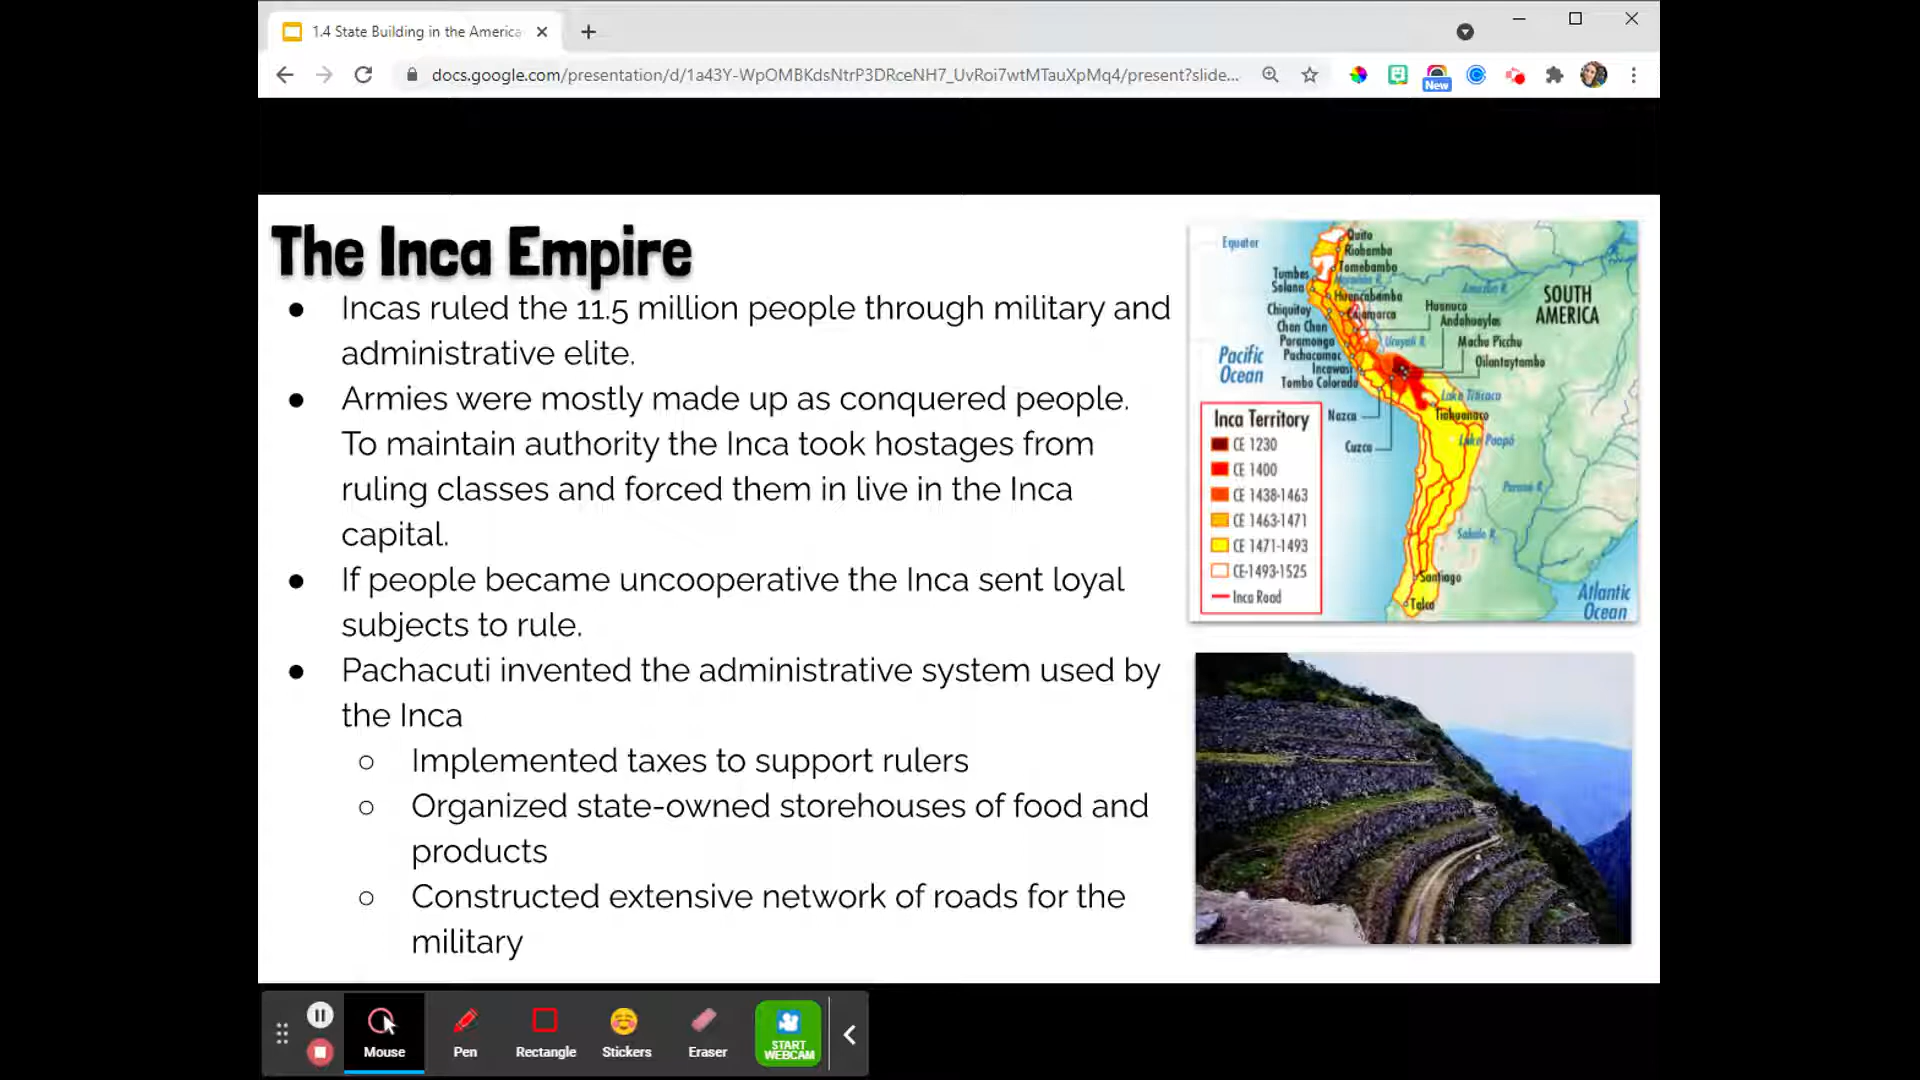 1.4 State Building in the America
docs.google.com/presentation/d/1a43Y-WpOMBKdsNtrP3DRceNH7_UvRoi7wtMTauXpMq4/present?slide...
New
The Inca Empire
● Incas ruled the 11.5 million people through military and
administrative elite.
● Armies were mostly made up as conquered people.
To maintain authority the Inca took hostages from
ruling classes and forced them in live in the Inca
capital.
● If people became uncooperative the Inca sent loyal
subjects to rule.
● Pachacuti invented the administrative system used by
the Inca
○ Implemented taxes to support rulers
○ Organized state-owned storehouses of food and
products
○ Constructed extensive network of roads for the
military
Equator
Quito
Riobamba
Tomebamba
Tumbes
Solana
Huancabamba
Amazon R.
SOUTH
AMERICA
Chiquitoy
Cajamarca
Huanuco
Andahuaylas
Chan Chan
Paramonga
Ucayali R.
Machu Picchu
Pacific
Ocean
Pachacamac
Ollantaytambo
Incawasi
Tambo Colorado
Lake Titicaca
Nazca
Tiahuanaco
Cuzco
Lake Poopó
Paraná R.
Salado R.
Santiago
Talca
Atlantic
Ocean
Inca Territory
CE 1230
CE 1400
CE 1438-1463
CE 1463-1471
CE 1471-1493
CE-1493-1525
Inca Road
Mouse
Pen
Rectangle
Stickers
Eraser
START
WEBCAM